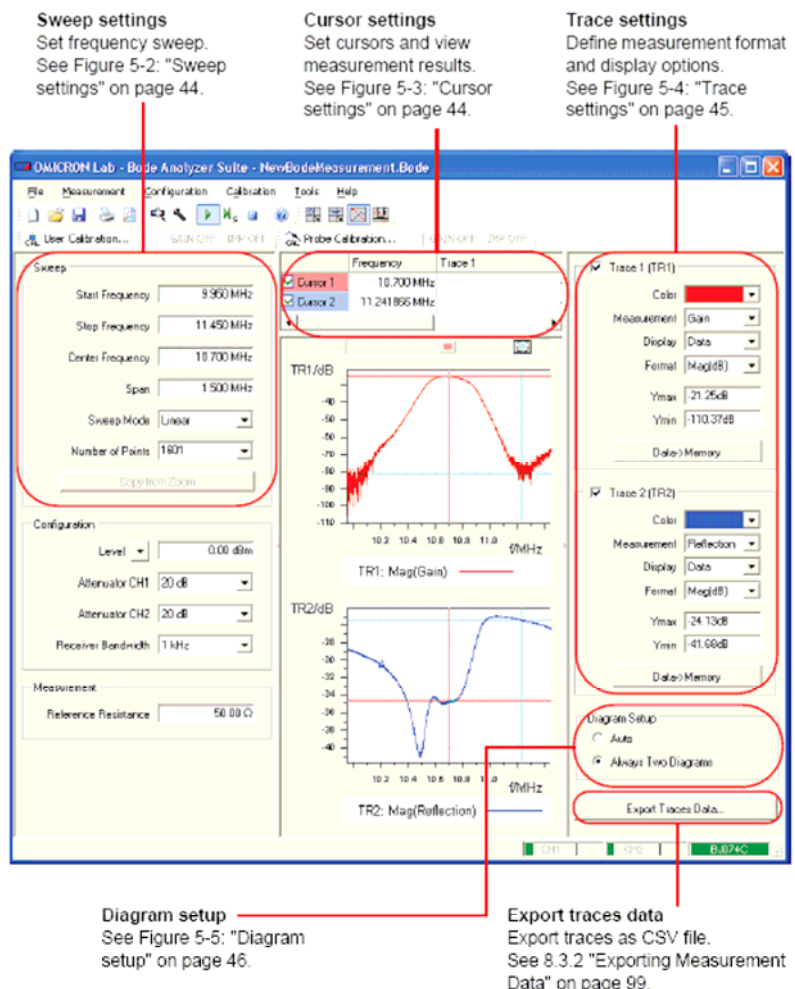 Sweep settings
Set frequency sweep.
See Figure 5-2: "Sweep
settings" on page 44.
Cursor settings
Set cursors and view
measurement results.
See Figure 5-3: "Cursor
settings" on page 44.
Trace settings
Define measurement format
and display options.
See Figure 5-4: "Trace
settings" on page 45.
OMICRON Lab - Bode Analyzer Suite - NewBodeMeasurement.Bode
File Measurement Configuration Calibration Tools Help
User Calibration... GAIN OFF IMP OFF Probe Calibration... GAIN OFF IMP OFF
Sweep
Start Frequency 9.950 MHz
Stop Frequency 11.450 MHz
Center Frequency 10.700 MHz
Span 1.500 MHz
Sweep Mode Linear
Number of Points 1601
Copy from Zoom
Configuration
Level 0.00 dBm
Attenuator CH1 20 dB
Attenuator CH2 20 dB
Receiver Bandwidth 1 kHz
Measurement
Reference Resistance 50.00 Ω
Frequency Trace 1
Cursor 1 10.700 MHz
Cursor 2 11.241866 MHz
TR1/dB
-40
-50
-60
-70
-80
-90
-100
-110
10.2 10.4 10.6 10.8 11.0
f/MHz
TR1: Mag(Gain)
TR2/dB
-28
-30
-32
-34
-36
-38
-40
10.2 10.4 10.6 10.8 11.0
f/MHz
TR2: Mag(Reflection)
Trace 1 (TR1)
Color
Measurement Gain
Display Data
Format Mag(dB)
Ymax -21.25dB
Ymin -110.37dB
Data->Memory
Trace 2 (TR2)
Color
Measurement Reflection
Display Data
Format Mag(dB)
Ymax -24.13dB
Ymin -41.68dB
Data->Memory
Diagram Setup
Auto
Always Two Diagrams
Export Traces Data...
CH1 CH2 BJ074C
Diagram setup
See Figure 5-5: "Diagram
setup" on page 46.
Export traces data
Export traces as CSV file.
See 8.3.2 "Exporting Measurement
Data" on page 99.